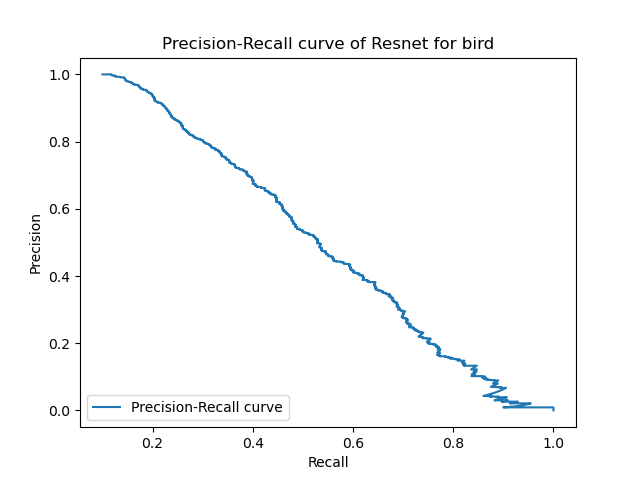 Precision-Recall curve of Resnet for bird
1.0
0.8
0.6
0.4
0.2
0.0
Precision
Precision-Recall curve
0.2 0.4 0.6 0.8 1.0
Recall